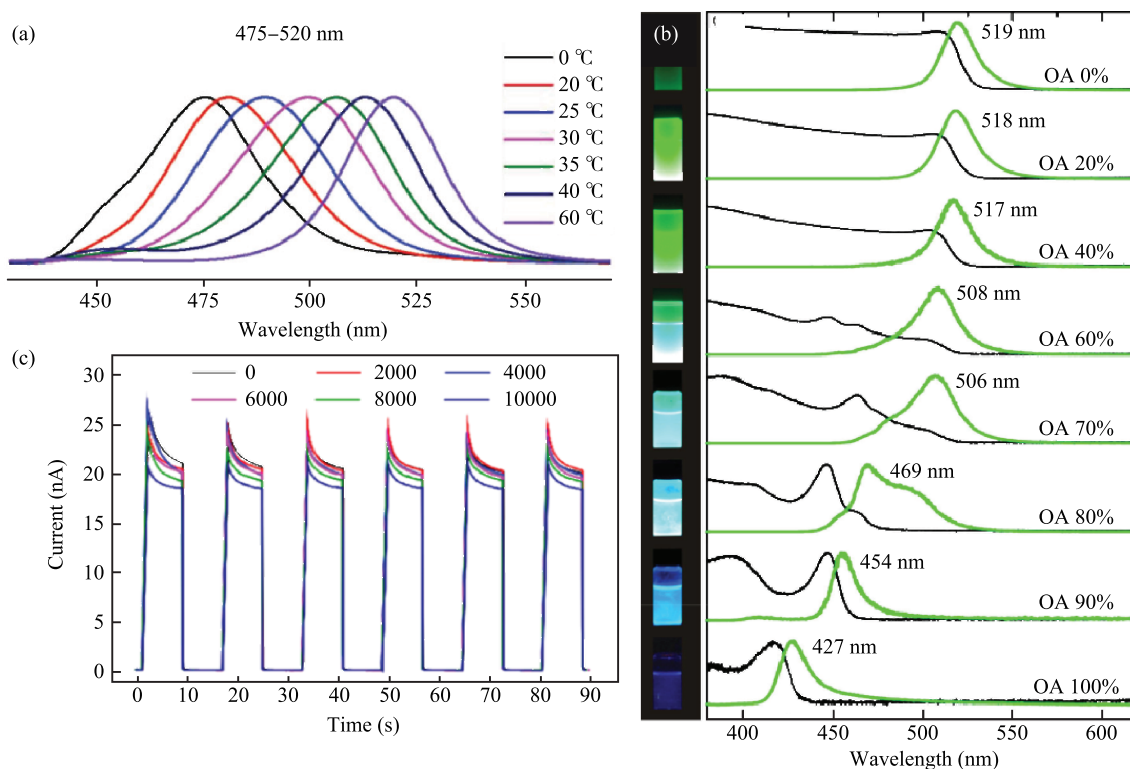 (a)
475–520 nm
0 ℃
20 ℃
25 ℃
30 ℃
35 ℃
40 ℃
60 ℃
450 475 500 525 550
Wavelength (nm)
(b)
519 nm
OA 0%
518 nm
OA 20%
517 nm
OA 40%
508 nm
OA 60%
506 nm
OA 70%
469 nm
OA 80%
454 nm
OA 90%
427 nm
OA 100%
400 450 500 550 600
Wavelength (nm)
(c)
0 2000 4000
6000 8000 10000
30
25
20
15
10
5
0
Current (nA)
0 10 20 30 40 50 60 70 80 90
Time (s)